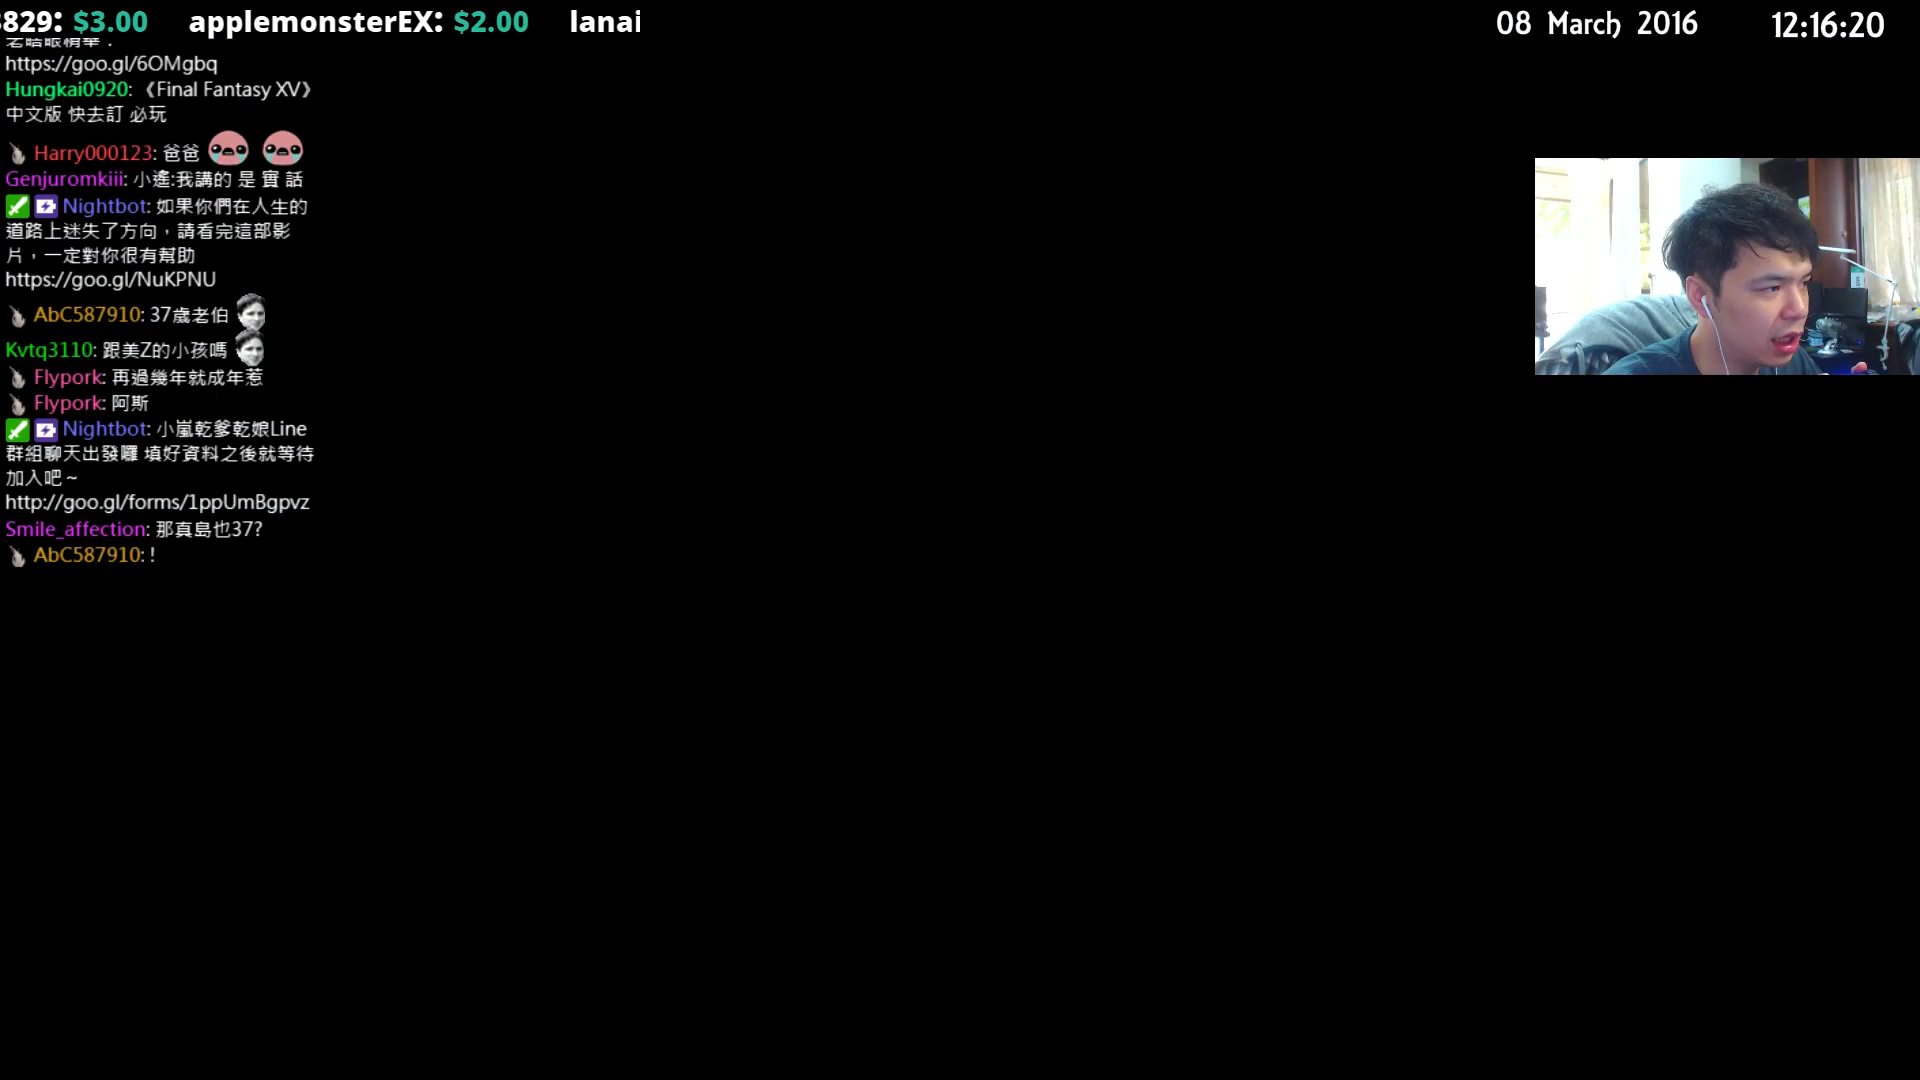 829: $3.00 applemonsterEX: $2.00 lanai
08 March 2016 12:16:20
https://goo.gl/6OMgbq
Hungkai0920: 《Final Fantasy XV》
中文版 快去訂 必玩
Harry000123: 爸爸
Genjuromkiii: 小遙:我講的 是 實 話
Nightbot: 如果你們在人生的
道路上迷失了方向，請看完這部影
片，一定對你很有幫助
https://goo.gl/NuKPNU
AbC587910: 37歲老伯
Kvtq3110: 跟美Z的小孩嗎
Flypork: 再過幾年就成年惹
Flypork: 阿斯
Nightbot: 小嵐乾爹乾娘Line
群組聊天出發囉 填好資料之後就等待
加入吧～
http://goo.gl/forms/1ppUmBgpvz
Smile_affection: 那真島也37?
AbC587910: !